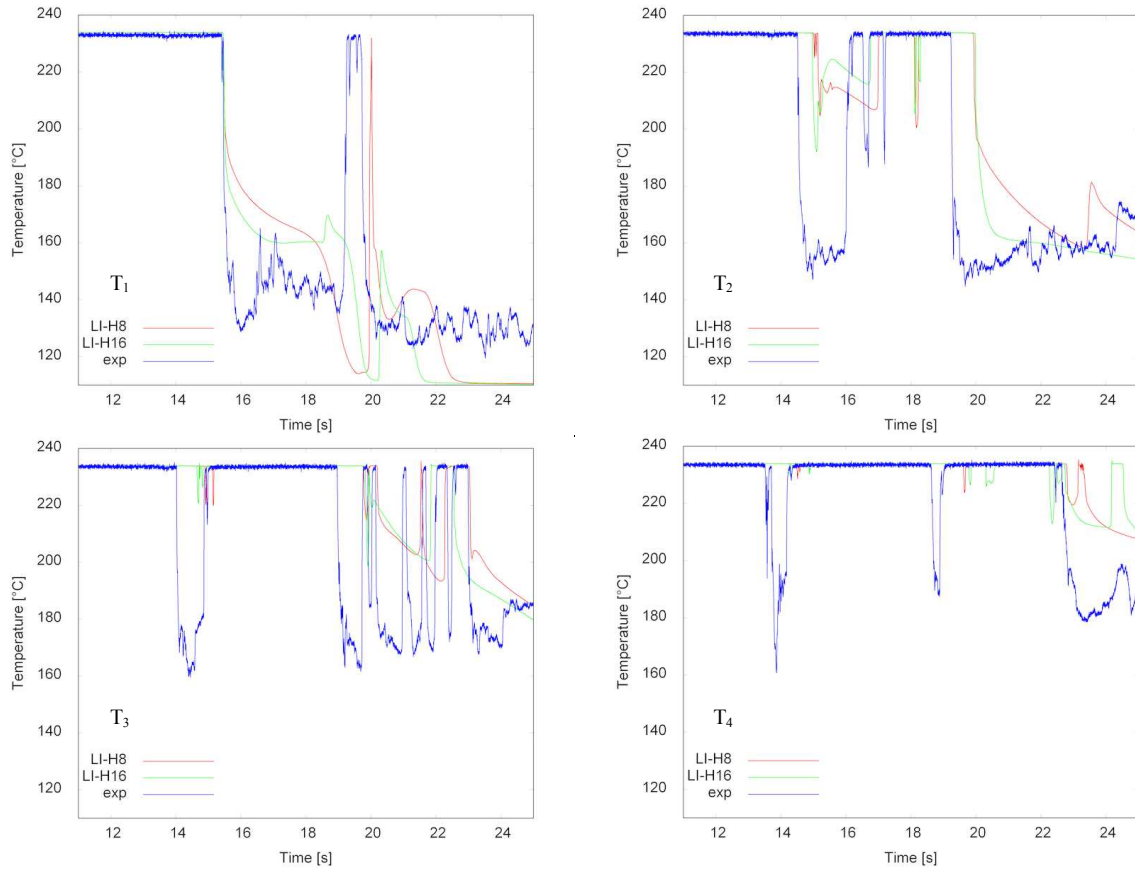 240
220
200
180
160
140
120
Temperature [°C]
T1
LI-H8
LI-H16
exp
12 14 16 18 20 22 24
Time [s]
240
220
200
180
160
140
120
Temperature [°C]
T2
LI-H8
LI-H16
exp
12 14 16 18 20 22 24
Time [s]
240
220
200
180
160
140
120
Temperature [°C]
T3
LI-H8
LI-H16
exp
12 14 16 18 20 22 24
Time [s]
240
220
200
180
160
140
120
Temperature [°C]
T4
LI-H8
LI-H16
exp
12 14 16 18 20 22 24
Time [s]